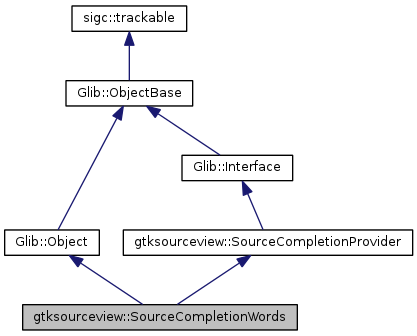 sigc::trackable
Glib::ObjectBase
Glib::Interface
Glib::Object
gtksourceview::SourceCompletionProvider
gtksourceview::SourceCompletionWords